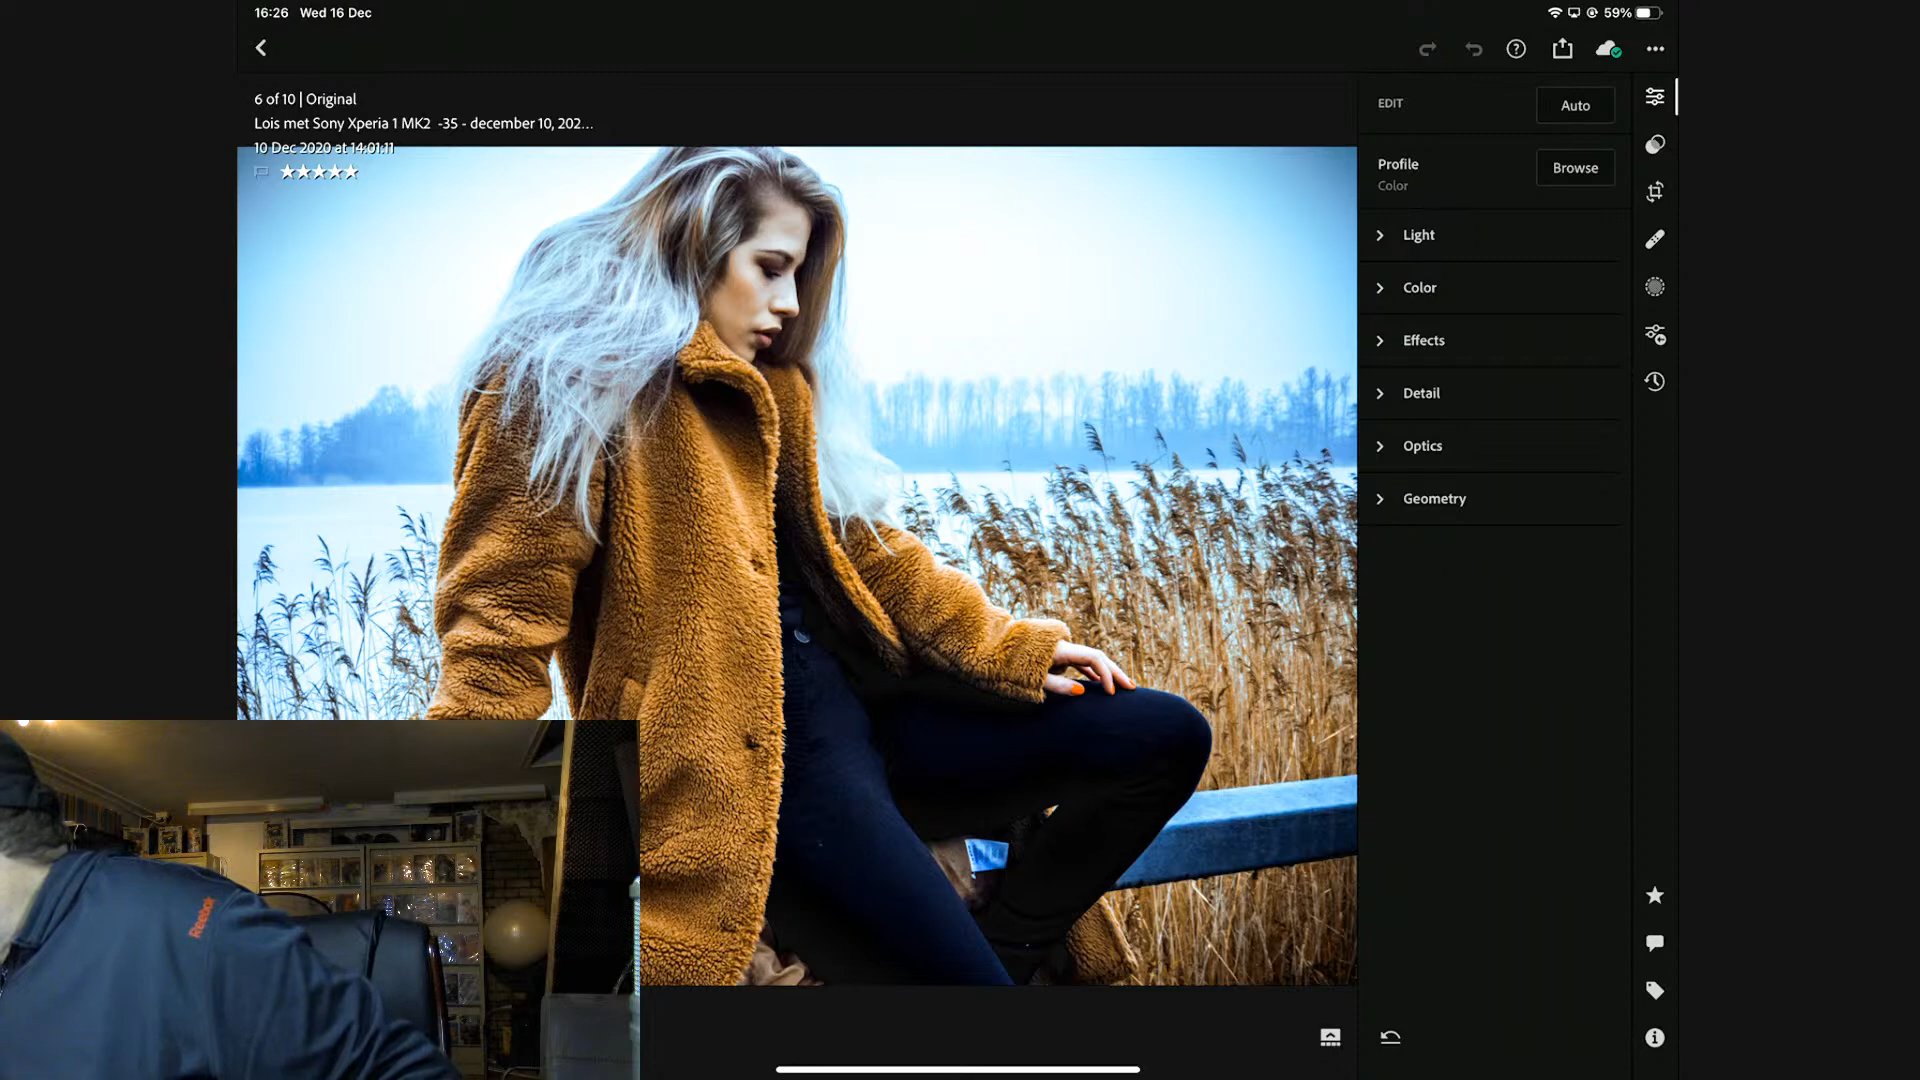 16:26 Wed 16 Dec
59%
6 of 10 | Original
Lois met Sony Xperia 1 MK2 -35 - december 10, 202...
10 Dec 2020 at 14:01:11
EDIT
Auto
Profile
Color
Browse
Light
Color
Effects
Detail
Optics
Geometry
Reebok